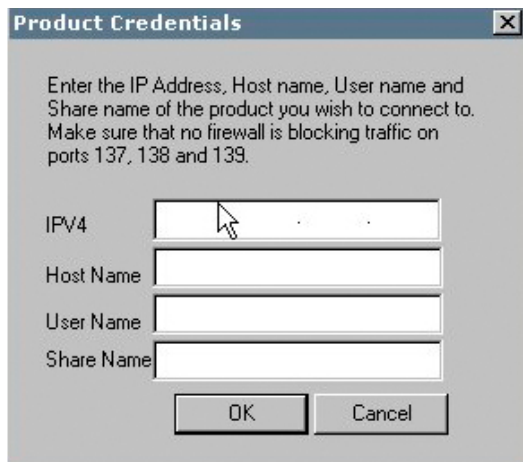 Product Credentials
Enter the IP Address, Host name, User name and
Share name of the product you wish to connect to.
Make sure that no firewall is blocking traffic on
ports 137, 138 and 139.
IPV4
Host Name
User Name
Share Name
OK Cancel